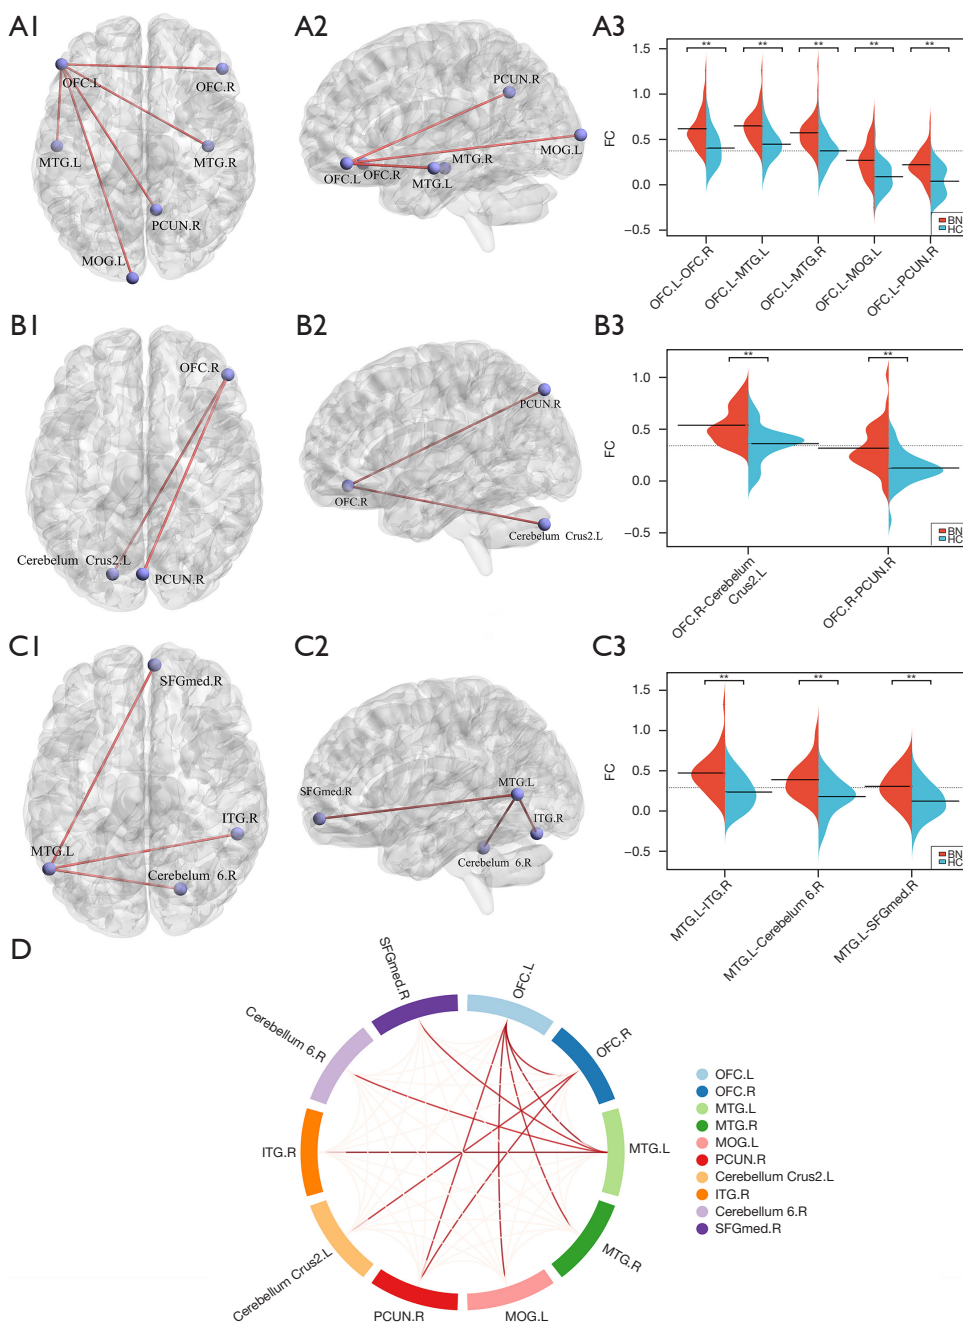 A1
OFC.L
OFC.R
MTG.L
MTG.R
PCUN.R
MOG.L
A2
PCUN.R
MOG.L
MTG.R
OFC.L
OFC.R
MTG.L
A3
FC
1.5
1.0
0.5
0.0
−0.5
**
**
**
**
**
BN
HC
OFC.L-OFC.R
OFC.L-MTG.L
OFC.L-MTG.R
OFC.L-MOG.L
OFC.L-PCUN.R
B1
OFC.R
Cerebelum Crus2.L
PCUN.R
B2
PCUN.R
OFC.R
Cerebelum Crus2.L
B3
FC
1.0
0.5
0.0
−0.5
**
**
BN
HC
OFC.R-Cerebelum
Crus2.L
OFC.R-PCUN.R
C1
SFGmed.R
ITG.R
MTG.L
Cerebelum 6.R
C2
MTG.L
SFGmed.R
ITG.R
Cerebelum 6.R
C3
FC
1.5
1.0
0.5
0.0
−0.5
**
**
**
BN
HC
MTG.L-ITG.R
MTG.L-Cerebelum 6.R
MTG.L-SFGmed.R
D
SFGmed.R
OFC.L
Cerebellum 6.R
OFC.R
ITG.R
MTG.L
Cerebellum Crus2.L
MTG.R
PCUN.R
MOG.L
OFC.L
OFC.R
MTG.L
MTG.R
MOG.L
PCUN.R
Cerebellum Crus2.L
ITG.R
Cerebellum 6.R
SFGmed.R